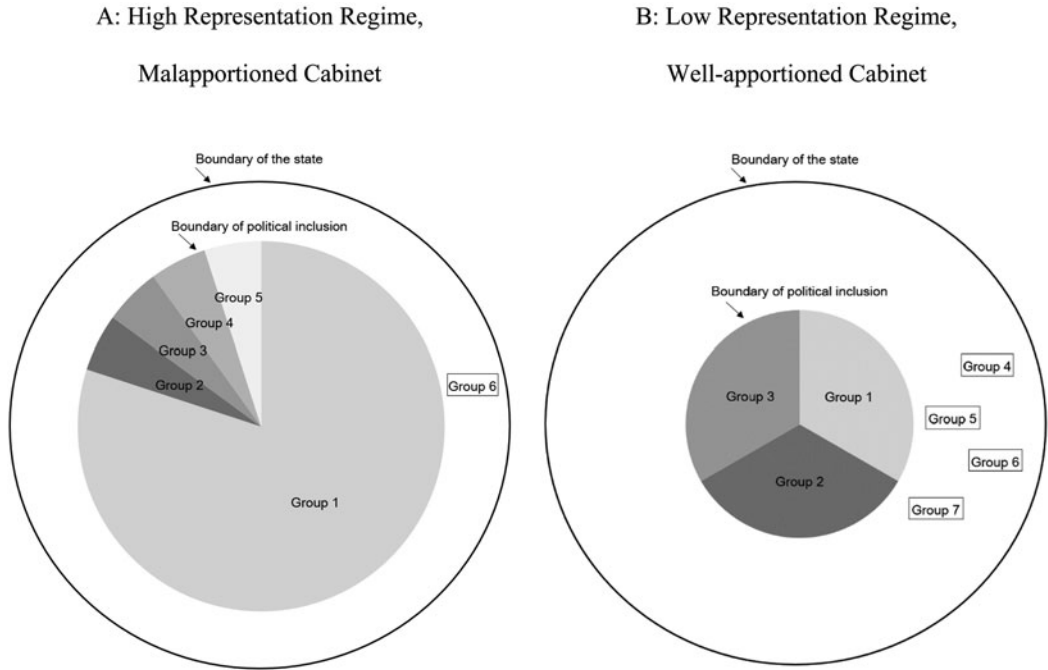 A: High Representation Regime,
Malapportioned Cabinet
Boundary of the state
Boundary of political inclusion
Group 5
Group 4
Group 3
Group 2
Group 6
Group 1
B: Low Representation Regime,
Well-apportioned Cabinet
Boundary of the state
Boundary of political inclusion
Group 4
Group 3
Group 1
Group 5
Group 6
Group 2
Group 7